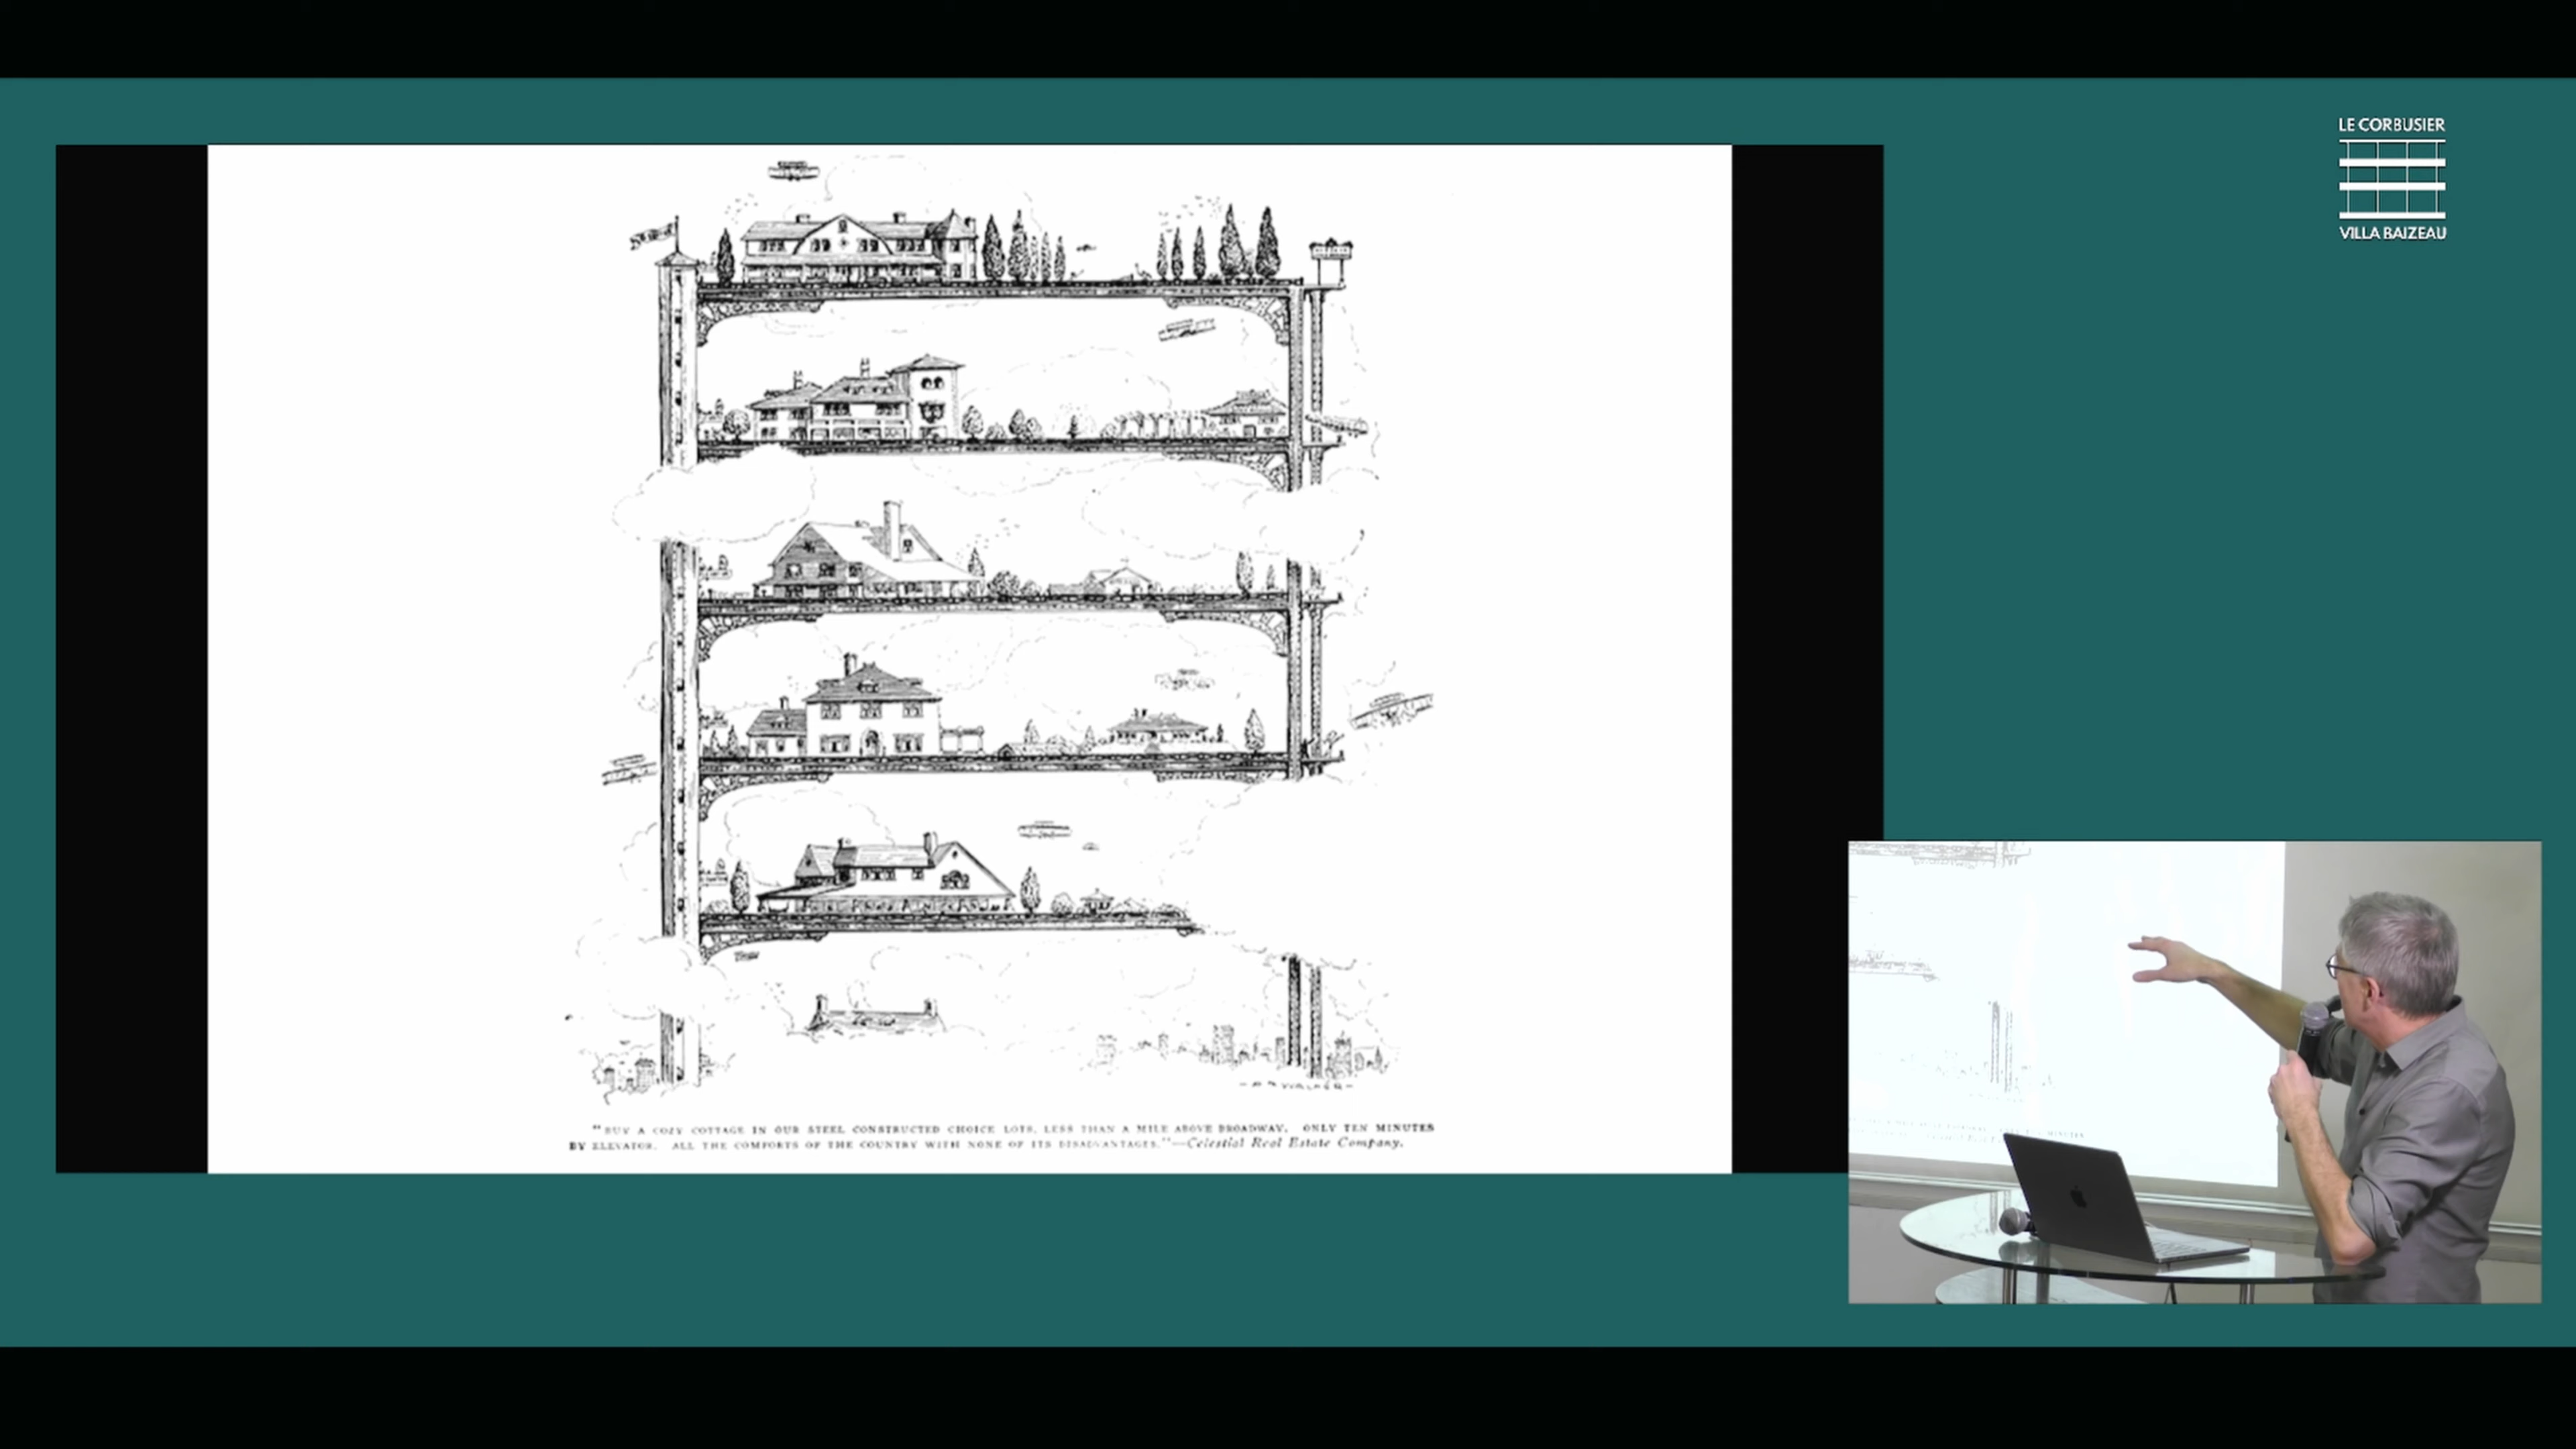 LE CORBUSIER
VILLA BAIZEAU
"BUY A COZY COTTAGE IN OUR STEEL CONSTRUCTED CHOICE LOTS, LESS THAN A MILE ABOVE BROADWAY. ONLY TEN MINUTES
BY ELEVATOR. ALL THE COMFORTS OF THE COUNTRY WITH NONE OF ITS DISADVANTAGES."—Celestial Real Estate Company.
WALKER